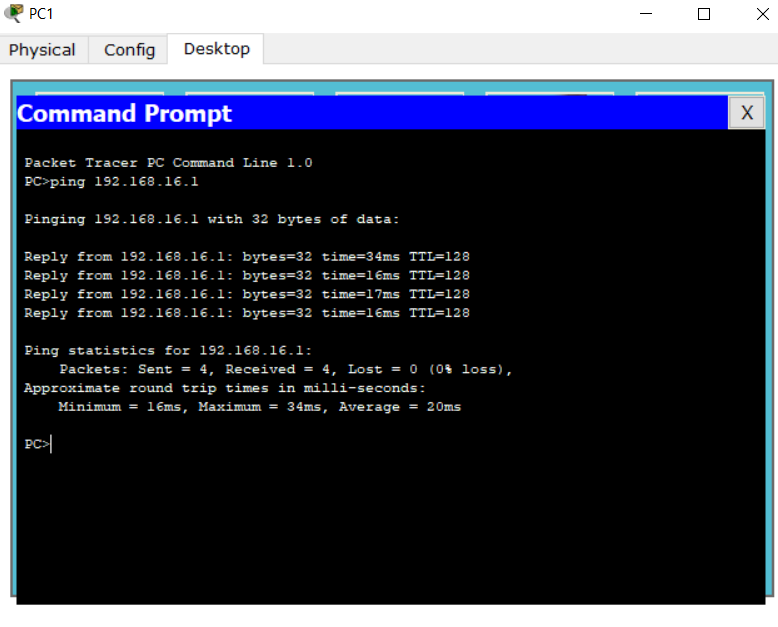 PC1
Physical Config Desktop
Command Prompt X
Packet Tracer PC Command Line 1.0
PC>ping 192.168.16.1
Pinging 192.168.16.1 with 32 bytes of data:
Reply from 192.168.16.1: bytes=32 time=34ms TTL=128
Reply from 192.168.16.1: bytes=32 time=16ms TTL=128
Reply from 192.168.16.1: bytes=32 time=17ms TTL=128
Reply from 192.168.16.1: bytes=32 time=16ms TTL=128
Ping statistics for 192.168.16.1:
Packets: Sent = 4, Received = 4, Lost = 0 (0% loss),
Approximate round trip times in milli-seconds:
Minimum = 16ms, Maximum = 34ms, Average = 20ms
PC>